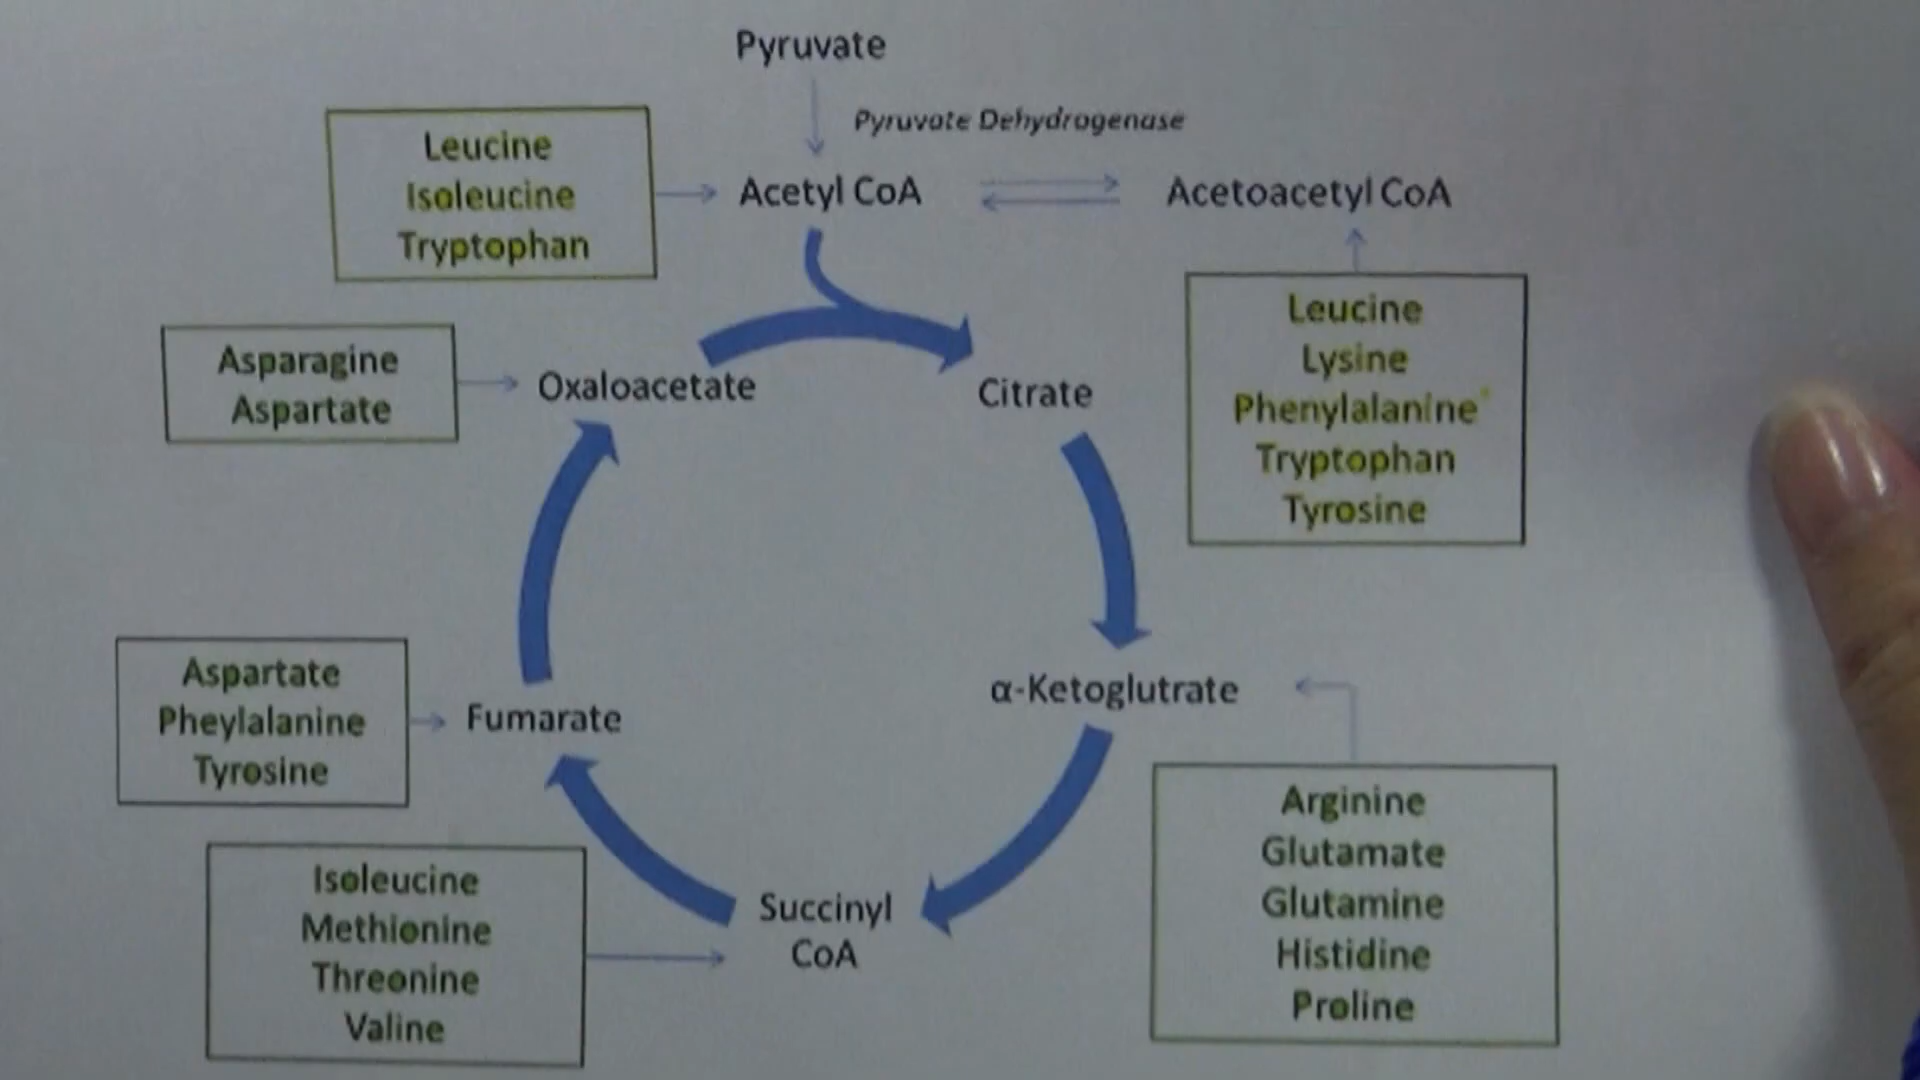 Pyruvate
Pyruvate Dehydrogenase
Leucine
Isoleucine
Tryptophan
Acetyl CoA
Acetoacetyl CoA
Asparagine
Aspartate
Oxaloacetate
Citrate
Leucine
Lysine
Phenylalanine
Tryptophan
Tyrosine
Aspartate
Pheylalanine
Tyrosine
Fumarate
α-Ketoglutrate
Isoleucine
Methionine
Threonine
Valine
Succinyl
CoA
Arginine
Glutamate
Glutamine
Histidine
Proline